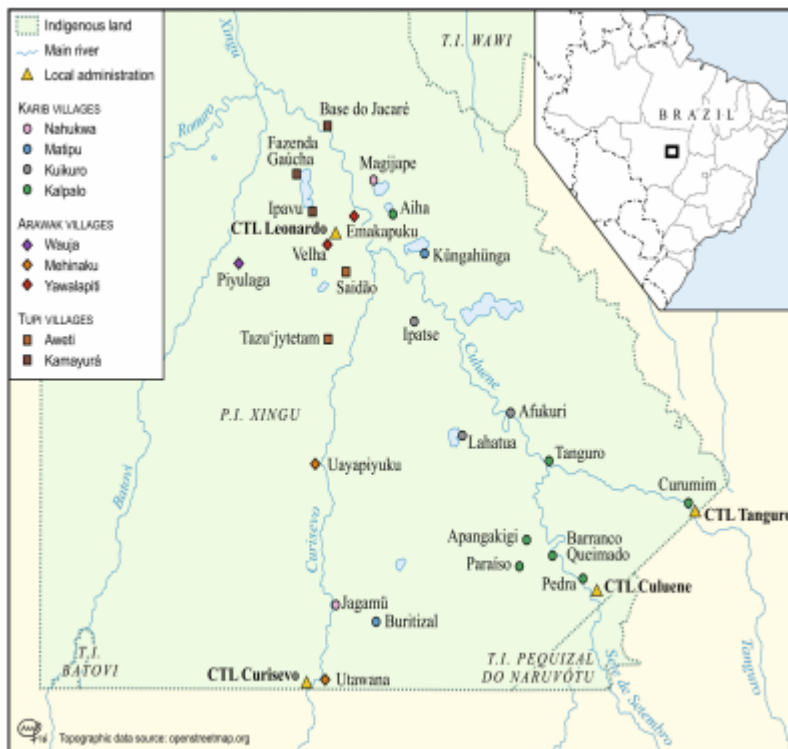 Indigenous land
Main river
Local administration
KARIB VILLAGES
Nahukwa
Matipu
Kuikuro
Kalpalo
ARAWAK VILLAGES
Wauja
Mehinaku
Yawalapiti
TUPI VILLAGES
Aweti
Kamayurá
Xingu
T.I. WAWI
BRAZIL
Ronuro
Base do Jacaré
Fazenda
Gaúcha
Magijape
Ipavu
Aiha
CTL Leonardo
Emakapuku
Velha
Kûngahünga
Piyulaga
Saidão
Ipatse
Tazu'jytetam
Culuene
P.I. XINGU
Afukuri
Lahatua
Tanguro
Uayapiyuku
Batovi
Curumim
CTL Tanguro
Curisevo
Apangakigi
Barranco
Queimado
Paraíso
Pedra
CTL Culuene
Jagamü
Buritizal
T.I.
BATOVI
T.I. PEQUIZAL
DO NARUVÔTU
Sete de Setembro
Tanguro
CTL Curisevo
Utawana
Topographic data source: openstreetmap.org